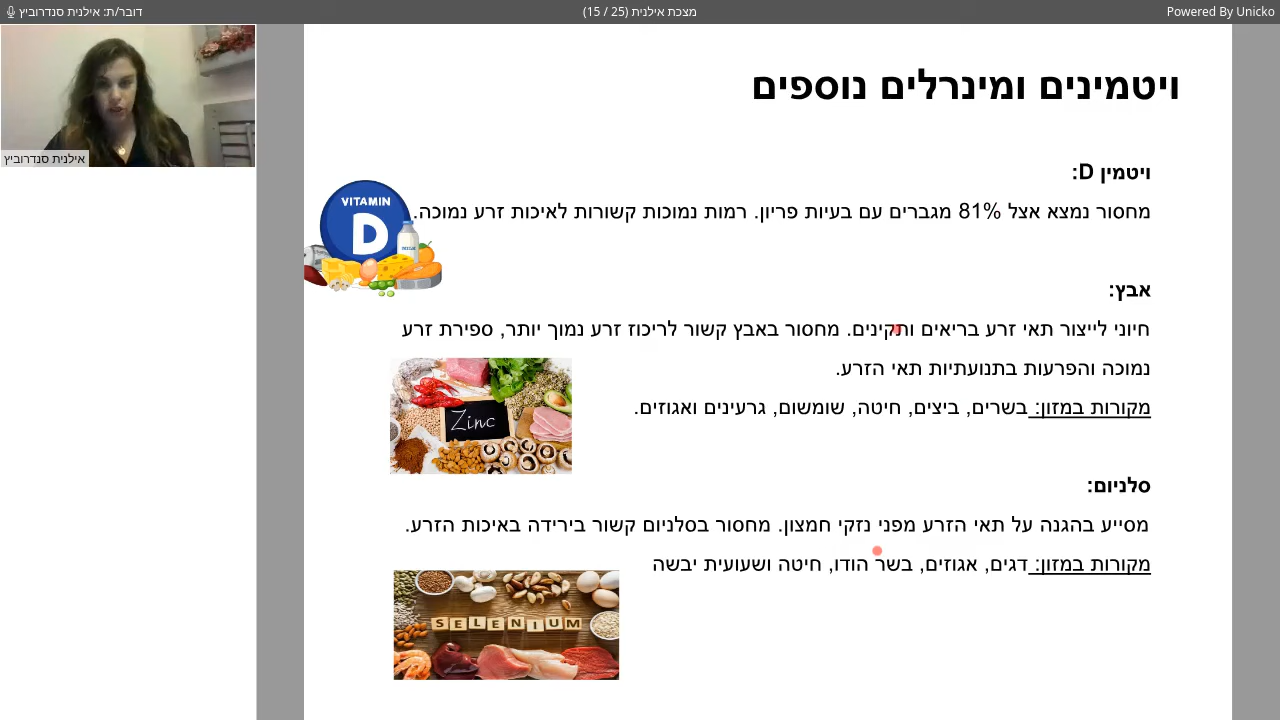 דובר/ת: אילנית סנדרוביץ
מצכת אילנית (25 / 15)
Powered By Unicko
אילנית סנדרוביץ
ויטמינים ומינרלים נוספים
ויטמין D:
מחסור נמצא אצל 81% מגברים עם בעיות פריון. רמות נמוכות קשורות לאיכות זרע נמוכה.
VITAMIN
D
MILK
אבץ:
חיוני לייצור תאי זרע בריאים ותקינים. מחסור באבץ קשור לריכוז זרע נמוך יותר, ספירת זרע
נמוכה והפרעות בתנועתיות תאי הזרע.
מקורות במזון: בשרים, ביצים, חיטה, שומשום, גרעינים ואגוזים.
Zinc
סלניום:
מסייע בהגנה על תאי הזרע מפני נזקי חמצון. מחסור בסלניום קשור בירידה באיכות הזרע.
מקורות במזון: דגים, אגוזים, בשר הודו, חיטה ושעועית יבשה
SELENIUM